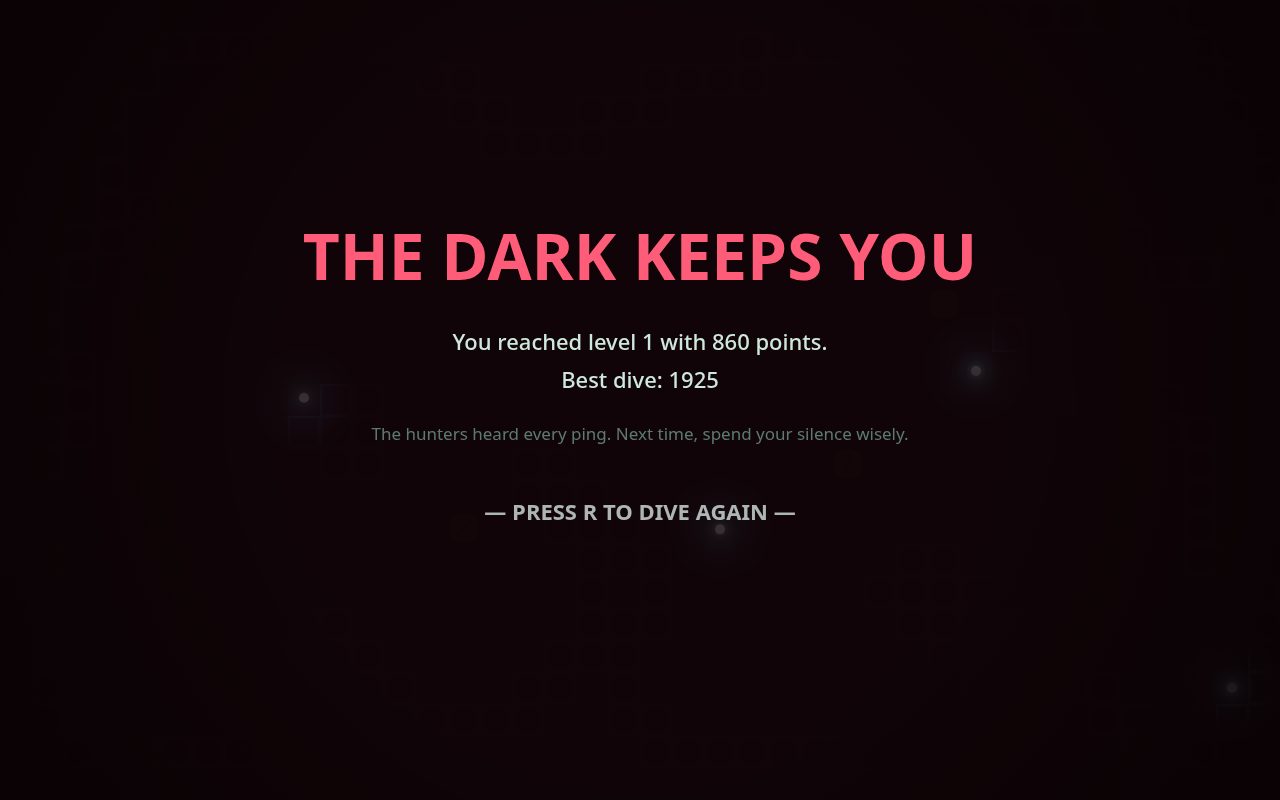 THE DARK KEEPS YOU
You reached level 1 with 860 points.
Best dive: 1925
The hunters heard every ping. Next time, spend your silence wisely.
— PRESS R TO DIVE AGAIN —